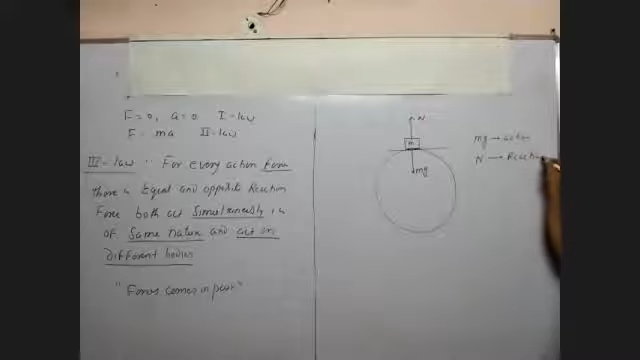 F=0, a=0 I-law
F= ma II-law
III-law "For every action force
there is Equal and opposite Reaction
Force both act simultaneously is
of Same nature and act on
different bodies
"Forces comes in pair"
N
m
mg
mg → action
N → Reaction